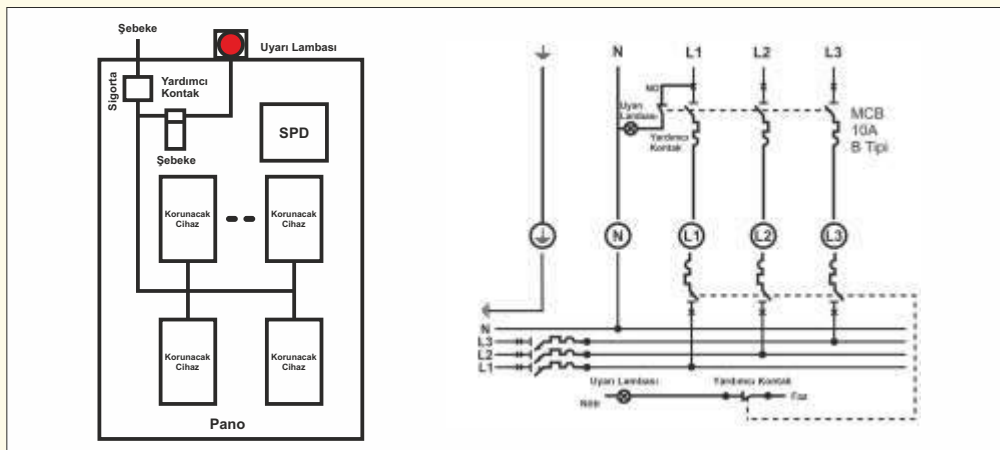 Şebeke
Uyarı Lambası
Sigorta
Yardımcı
Kontak
SPD
Şebeke
Korunacak
Cihaz
Korunacak
Cihaz
Korunacak
Cihaz
Korunacak
Cihaz
Pano
N
L1
L2
L3
NO
Uyarı
Lambası
Yardımcı
Kontak
MCB
10A
B Tipi
N
L1
L2
L3
N
L3
L2
L1
Uyarı Lambası
Yardımcı Kontak
Nötr
Faz